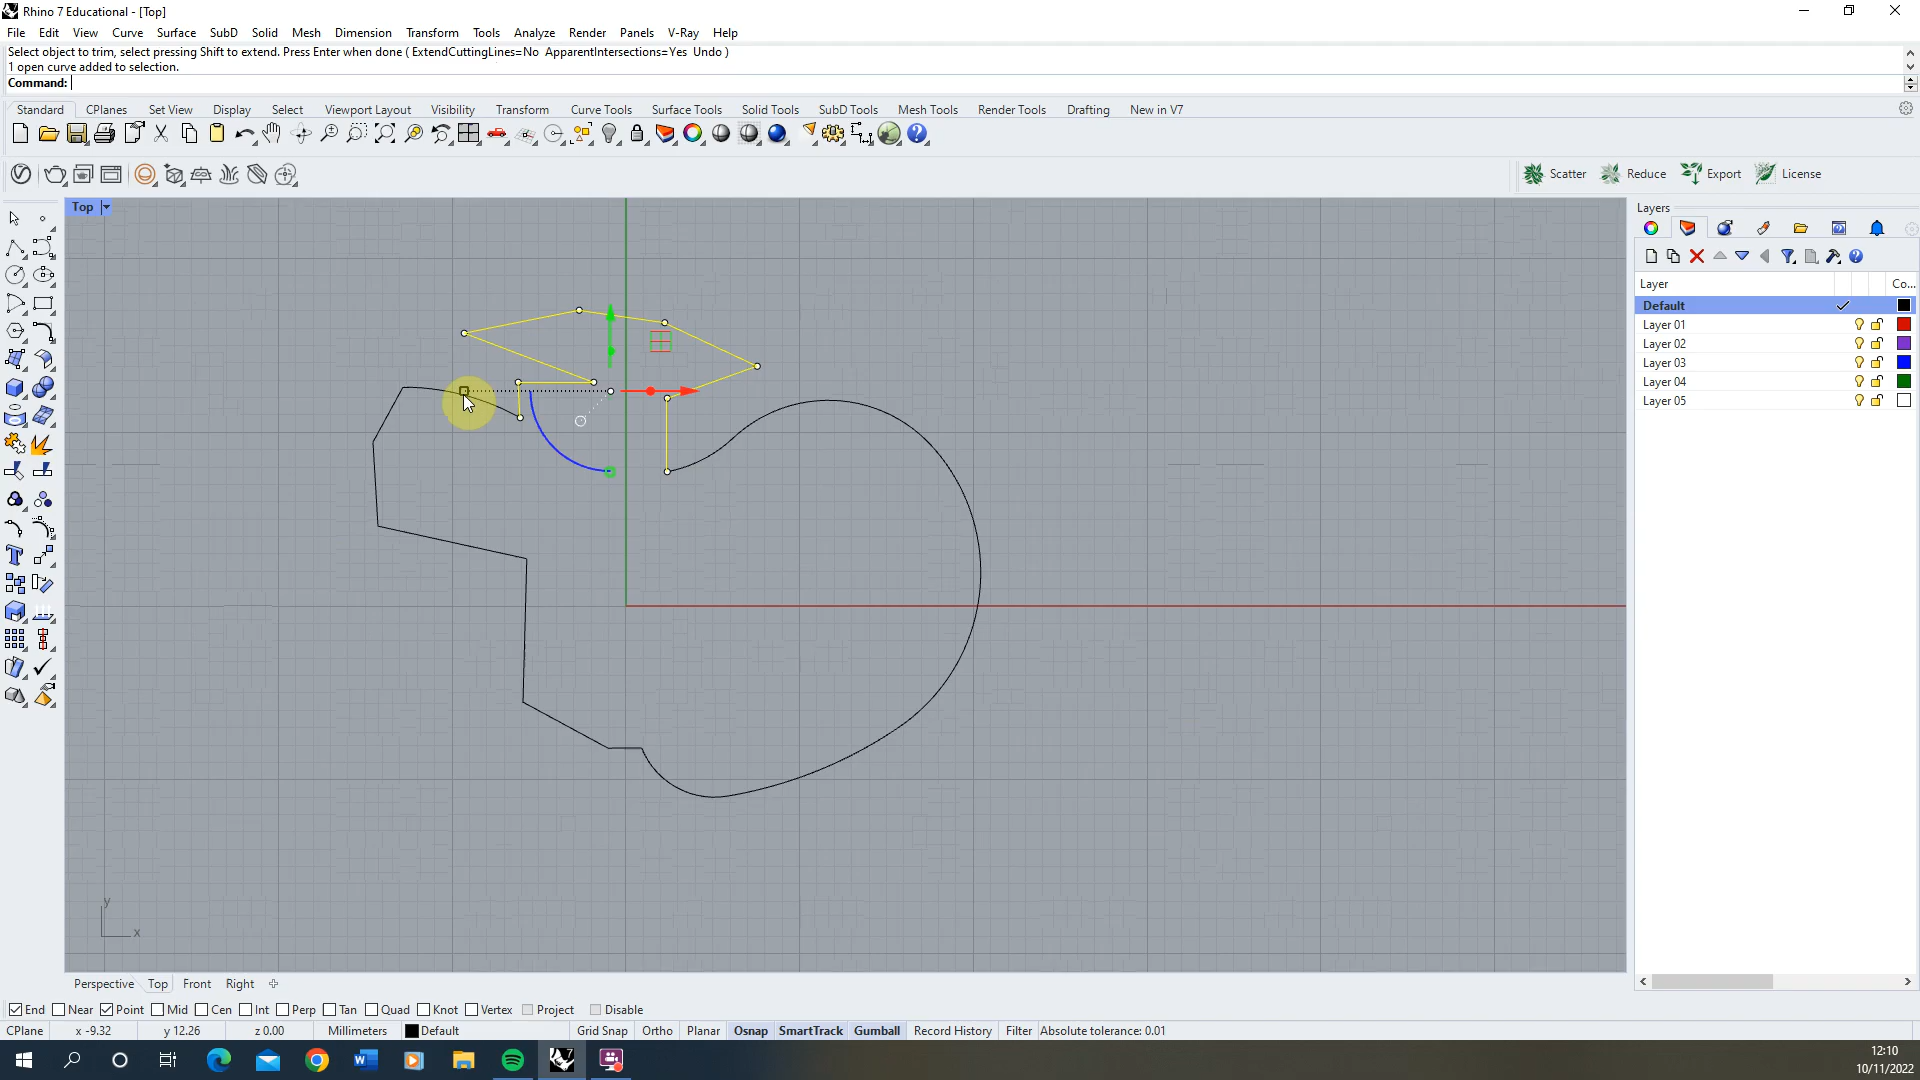 Rhino 7 Educational - [Top]
File Edit View Curve Surface SubD Solid Mesh Dimension Transform Tools Analyze Render Panels V-Ray Help
Select object to trim, select pressing Shift to extend. Press Enter when done ( ExtendCuttingLines=No ApparentIntersections=Yes Undo )
1 open curve added to selection.
Command:
Standard CPlanes Set View Display Select Viewport Layout Visibility Transform Curve Tools Surface Tools Solid Tools SubD Tools Mesh Tools Render Tools Drafting New in V7
Scatter Reduce Export License
Top
Layers
Layer Co...
Default
Layer 01
Layer 02
Layer 03
Layer 04
Layer 05
y
x
Perspective Top Front Right
End Near Point Mid Cen Int Perp Tan Quad Knot Vertex Project Disable
CPlane x -9.32 y 12.26 z 0.00 Millimeters Default Grid Snap Ortho Planar Osnap SmartTrack Gumball Record History Filter Absolute tolerance: 0.01
12:10
10/11/2022